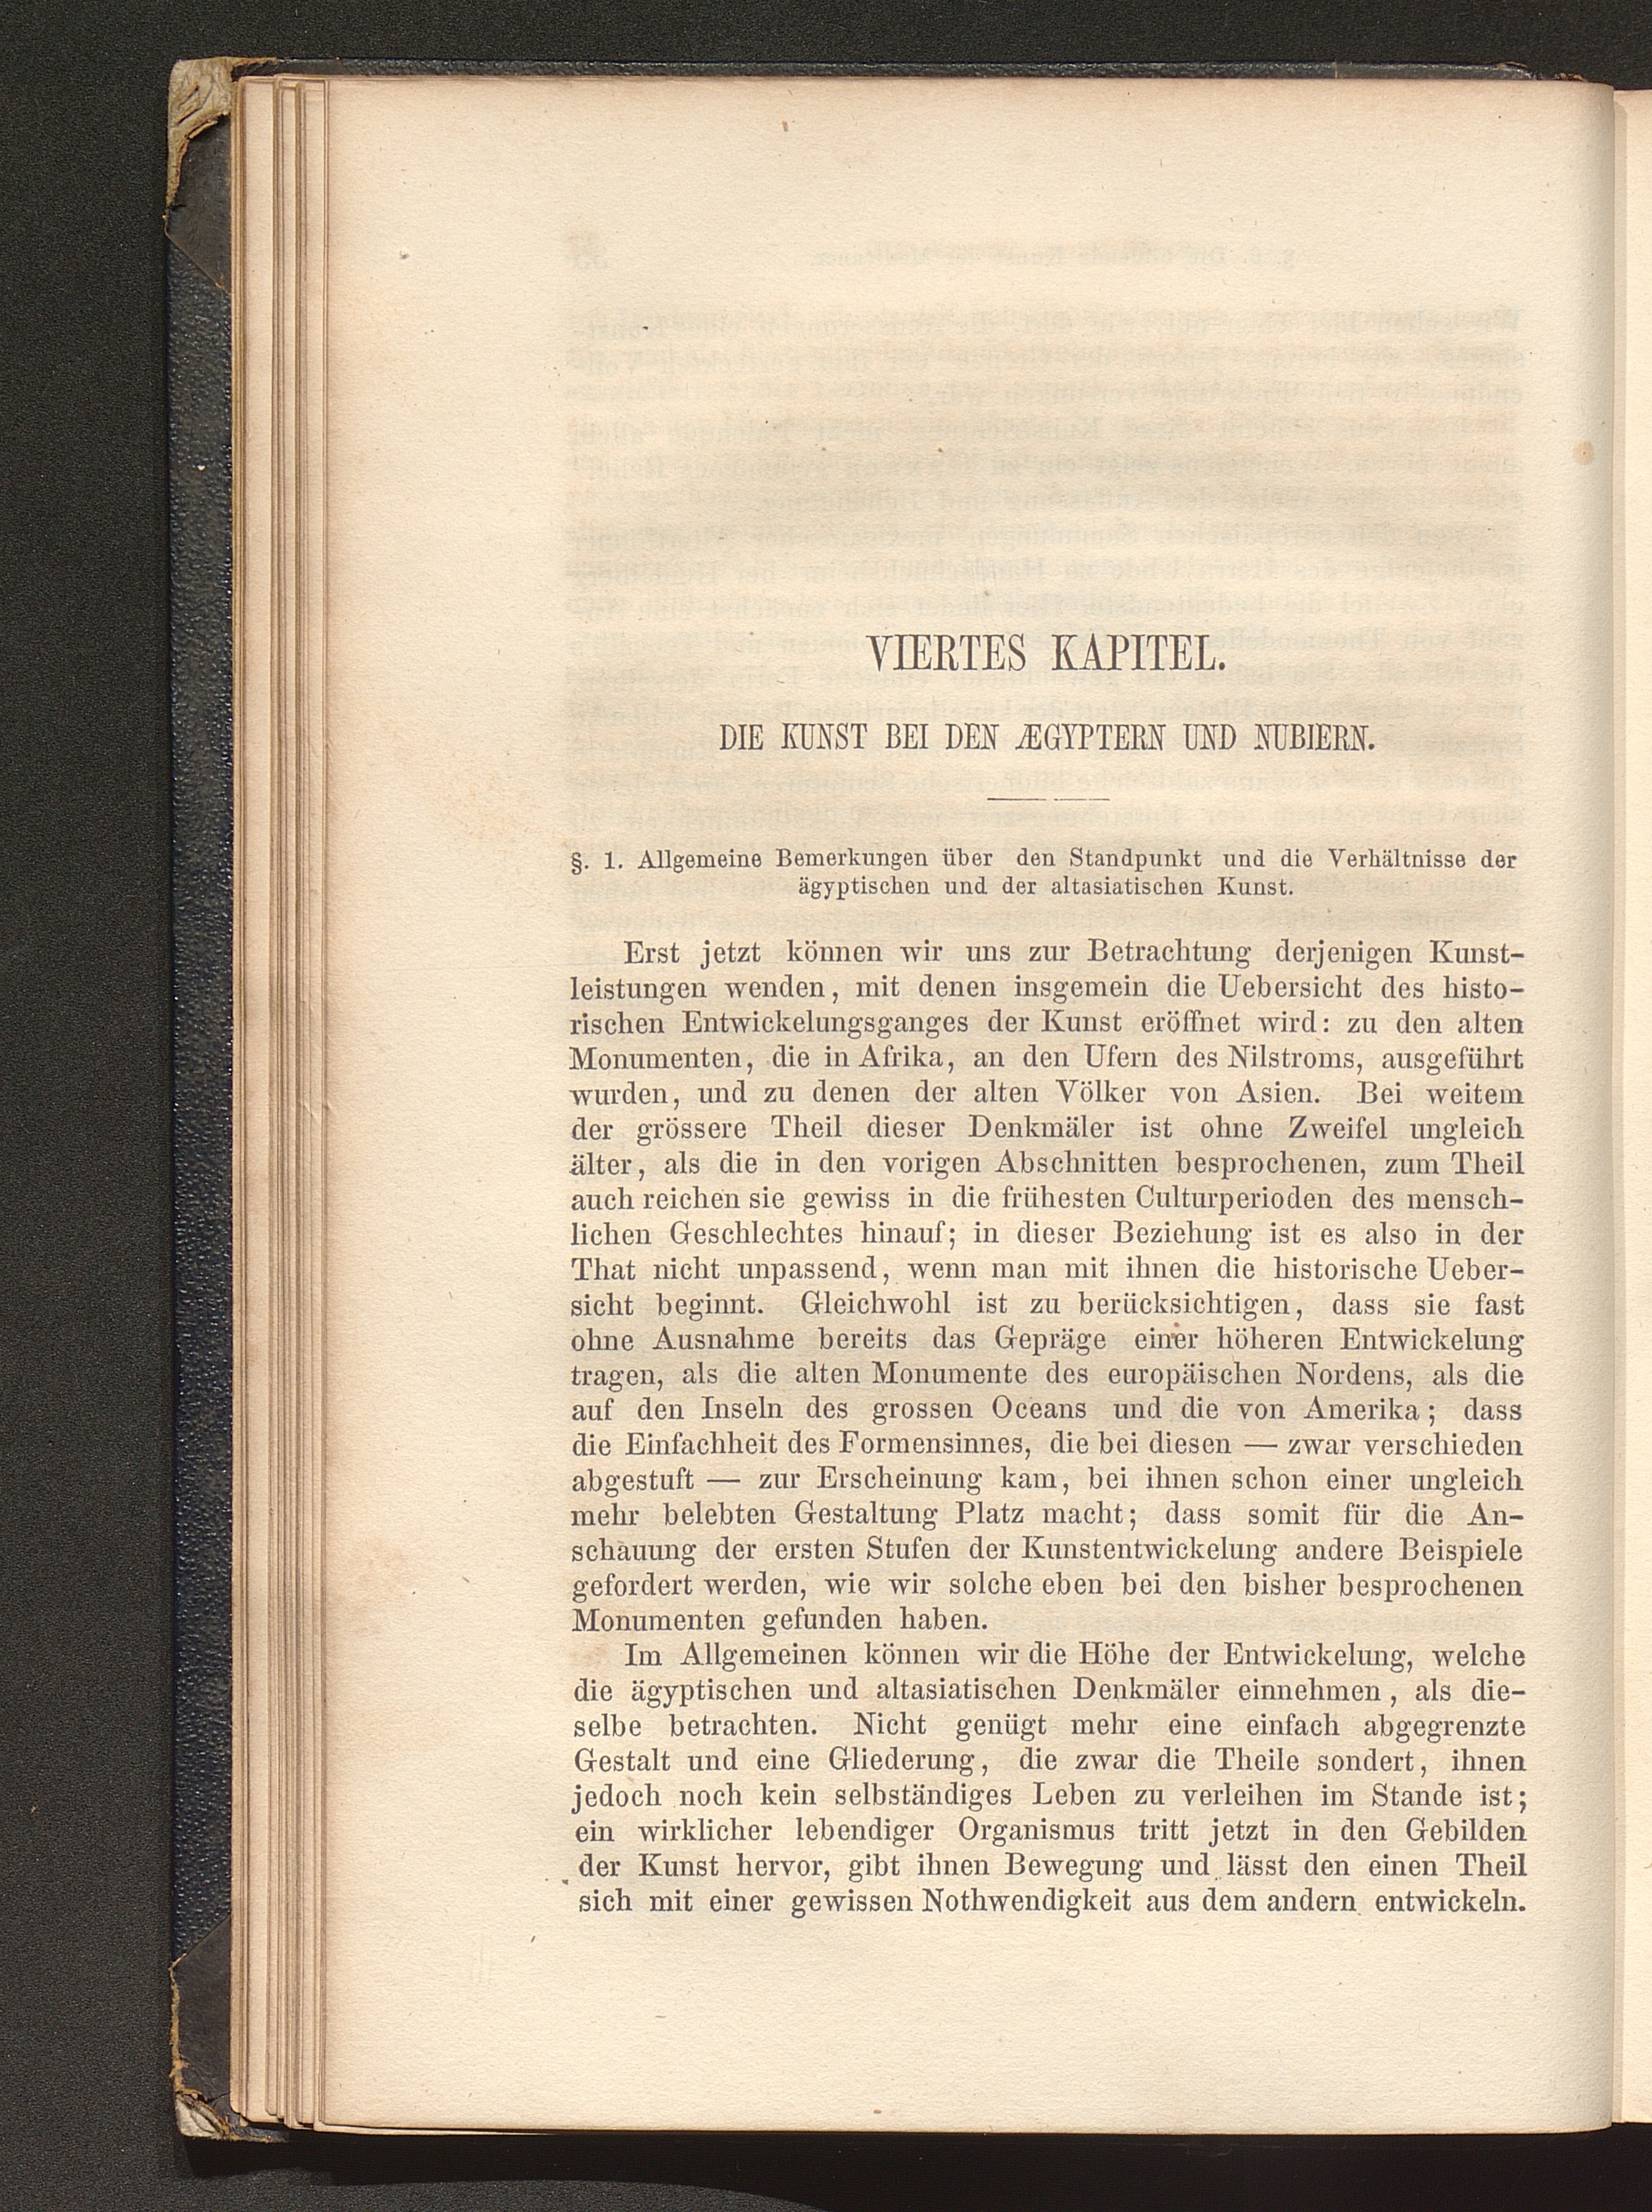 VIERTES KAPITEL.
DIE KUNST BEI DEN ÆGYPTERN UND NUBIERN.
§. 1. Allgemeine Bemerkungen über den Standpunkt und die Verhältnisse der
ägyptischen und der altasiatischen Kunst.
Erst jetzt können wir uns zur Betrachtung derjenigen Kunst-
leistungen wenden, mit denen insgemein die Uebersicht des histo-
rischen Entwickelungsganges der Kunst eröffnet wird: zu den alten
Monumenten, die in Afrika, an den Ufern des Nilstroms, ausgeführt
wurden, und zu denen der alten Völker von Asien. Bei weitem
der grössere Theil dieser Denkmäler ist ohne Zweifel ungleich
älter, als die in den vorigen Abschnitten besprochenen, zum Theil
auch reichen sie gewiss in die frühesten Culturperioden des mensch-
lichen Geschlechtes hinauf; in dieser Beziehung ist es also in der
That nicht unpassend, wenn man mit ihnen die historische Ueber-
sicht beginnt. Gleichwohl ist zu berücksichtigen, dass sie fast
ohne Ausnahme bereits das Gepräge einer höheren Entwickelung
tragen, als die alten Monumente des europäischen Nordens, als die
auf den Inseln des grossen Oceans und die von Amerika; dass
die Einfachheit des Formensinnes, die bei diesen — zwar verschieden
abgestuft — zur Erscheinung kam, bei ihnen schon einer ungleich
mehr belebten Gestaltung Platz macht; dass somit für die An-
schauung der ersten Stufen der Kunstentwickelung andere Beispiele
gefordert werden, wie wir solche eben bei den bisher besprochenen
Monumenten gefunden haben.
Im Allgemeinen können wir die Höhe der Entwickelung, welche
die ägyptischen und altasiatischen Denkmäler einnehmen, als die-
selbe betrachten. Nicht genügt mehr eine einfach abgegrenzte
Gestalt und eine Gliederung, die zwar die Theile sondert, ihnen
jedoch noch kein selbständiges Leben zu verleihen im Stande ist;
ein wirklicher lebendiger Organismus tritt jetzt in den Gebilden
der Kunst hervor, gibt ihnen Bewegung und lässt den einen Theil
sich mit einer gewissen Nothwendigkeit aus dem andern entwickeln.